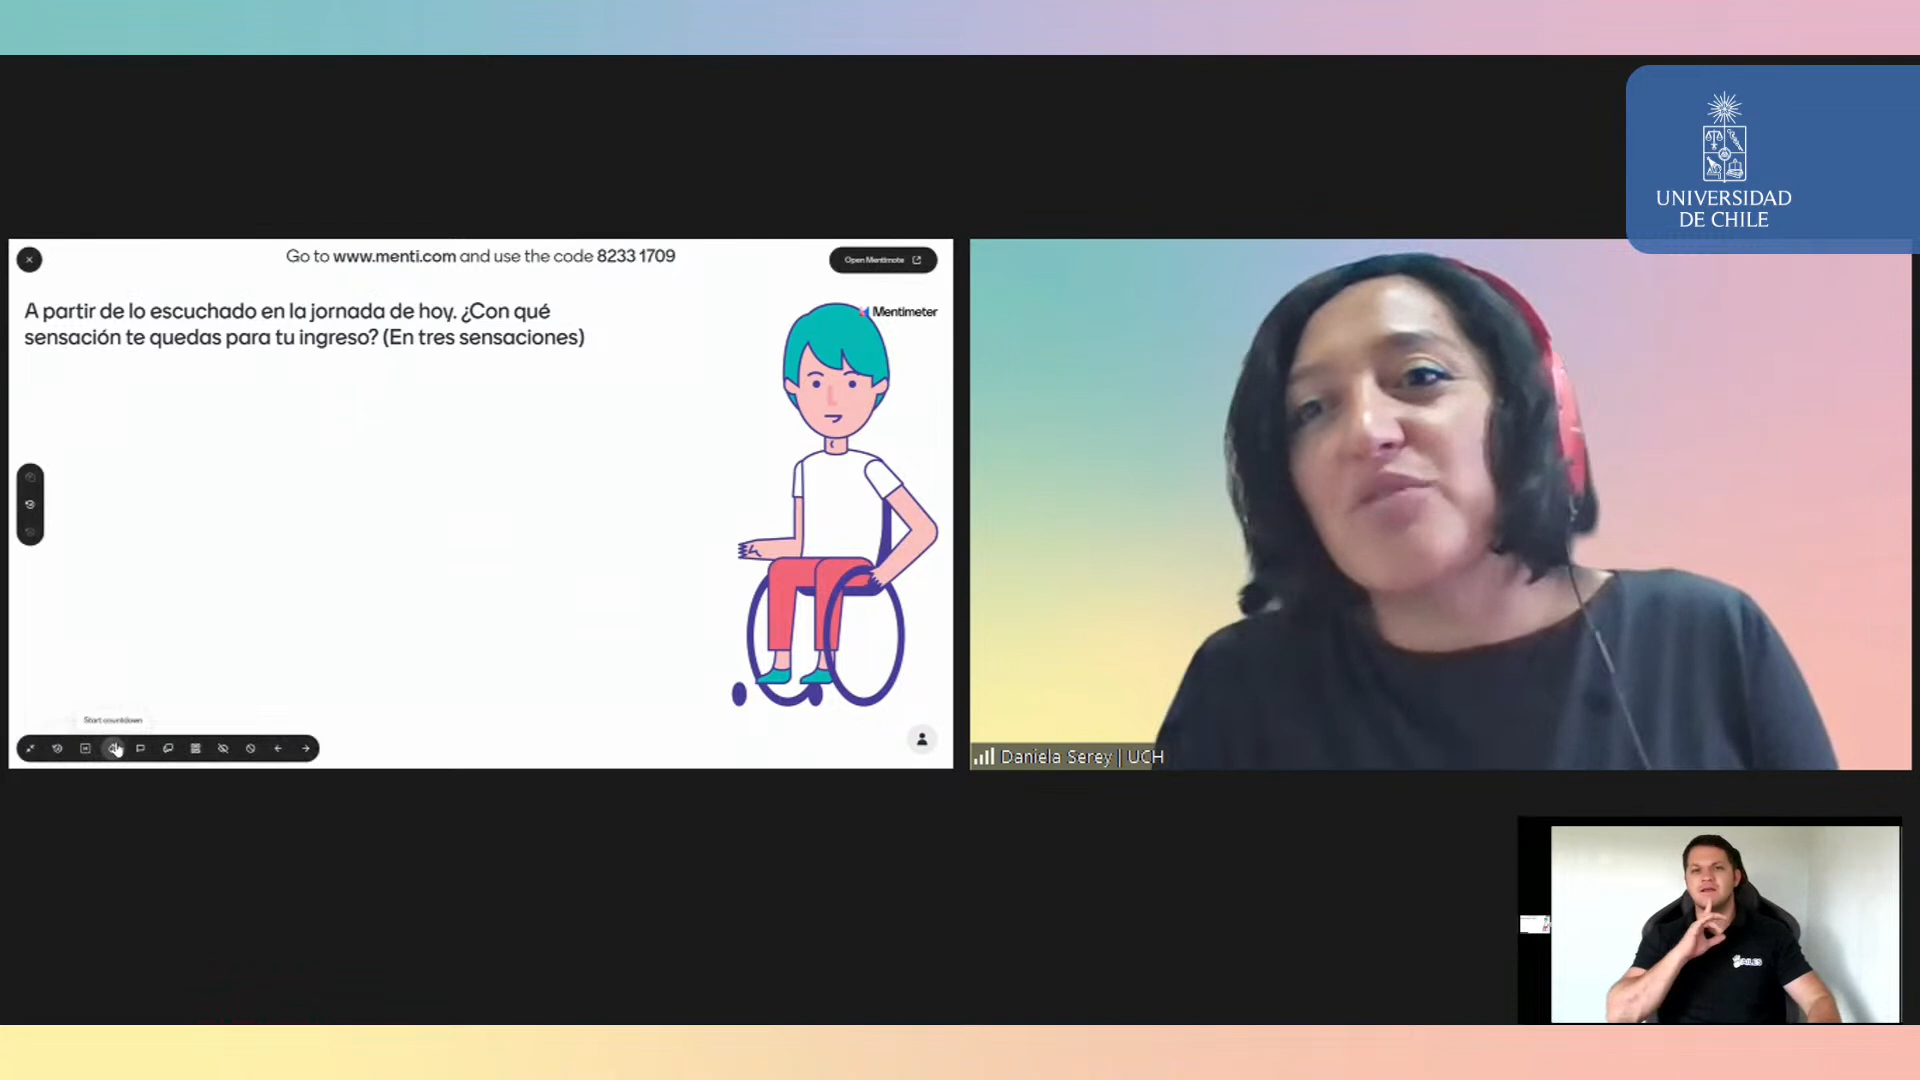 UNIVERSIDAD
DE CHILE
Go to www.menti.com and use the code 8233 1709
Open Mentimote
Mentimeter
A partir de lo escuchado en la jornada de hoy. ¿Con qué
sensación te quedas para tu ingreso? (En tres sensaciones)
Start countdown
Daniela Serey | UCH